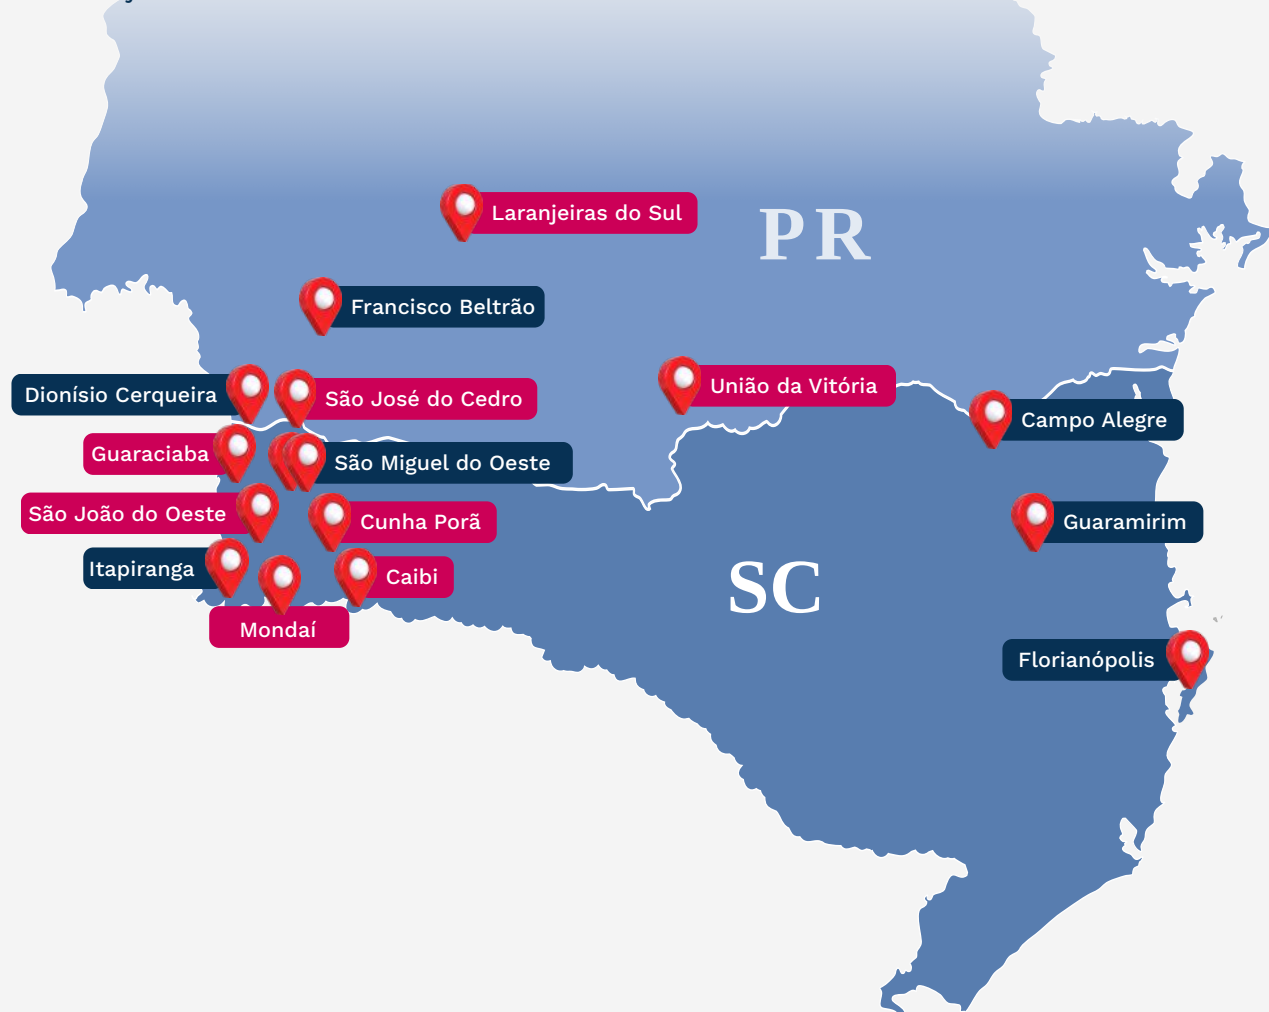 Laranjeiras do Sul
PR
Francisco Beltrão
Dionísio Cerqueira
São José do Cedro
União da Vitória
Campo Alegre
Guaraciaba
São Miguel do Oeste
São João do Oeste
Cunha Porã
Guaramirim
Itapiranga
Caibi
SC
Mondaí
Florianópolis